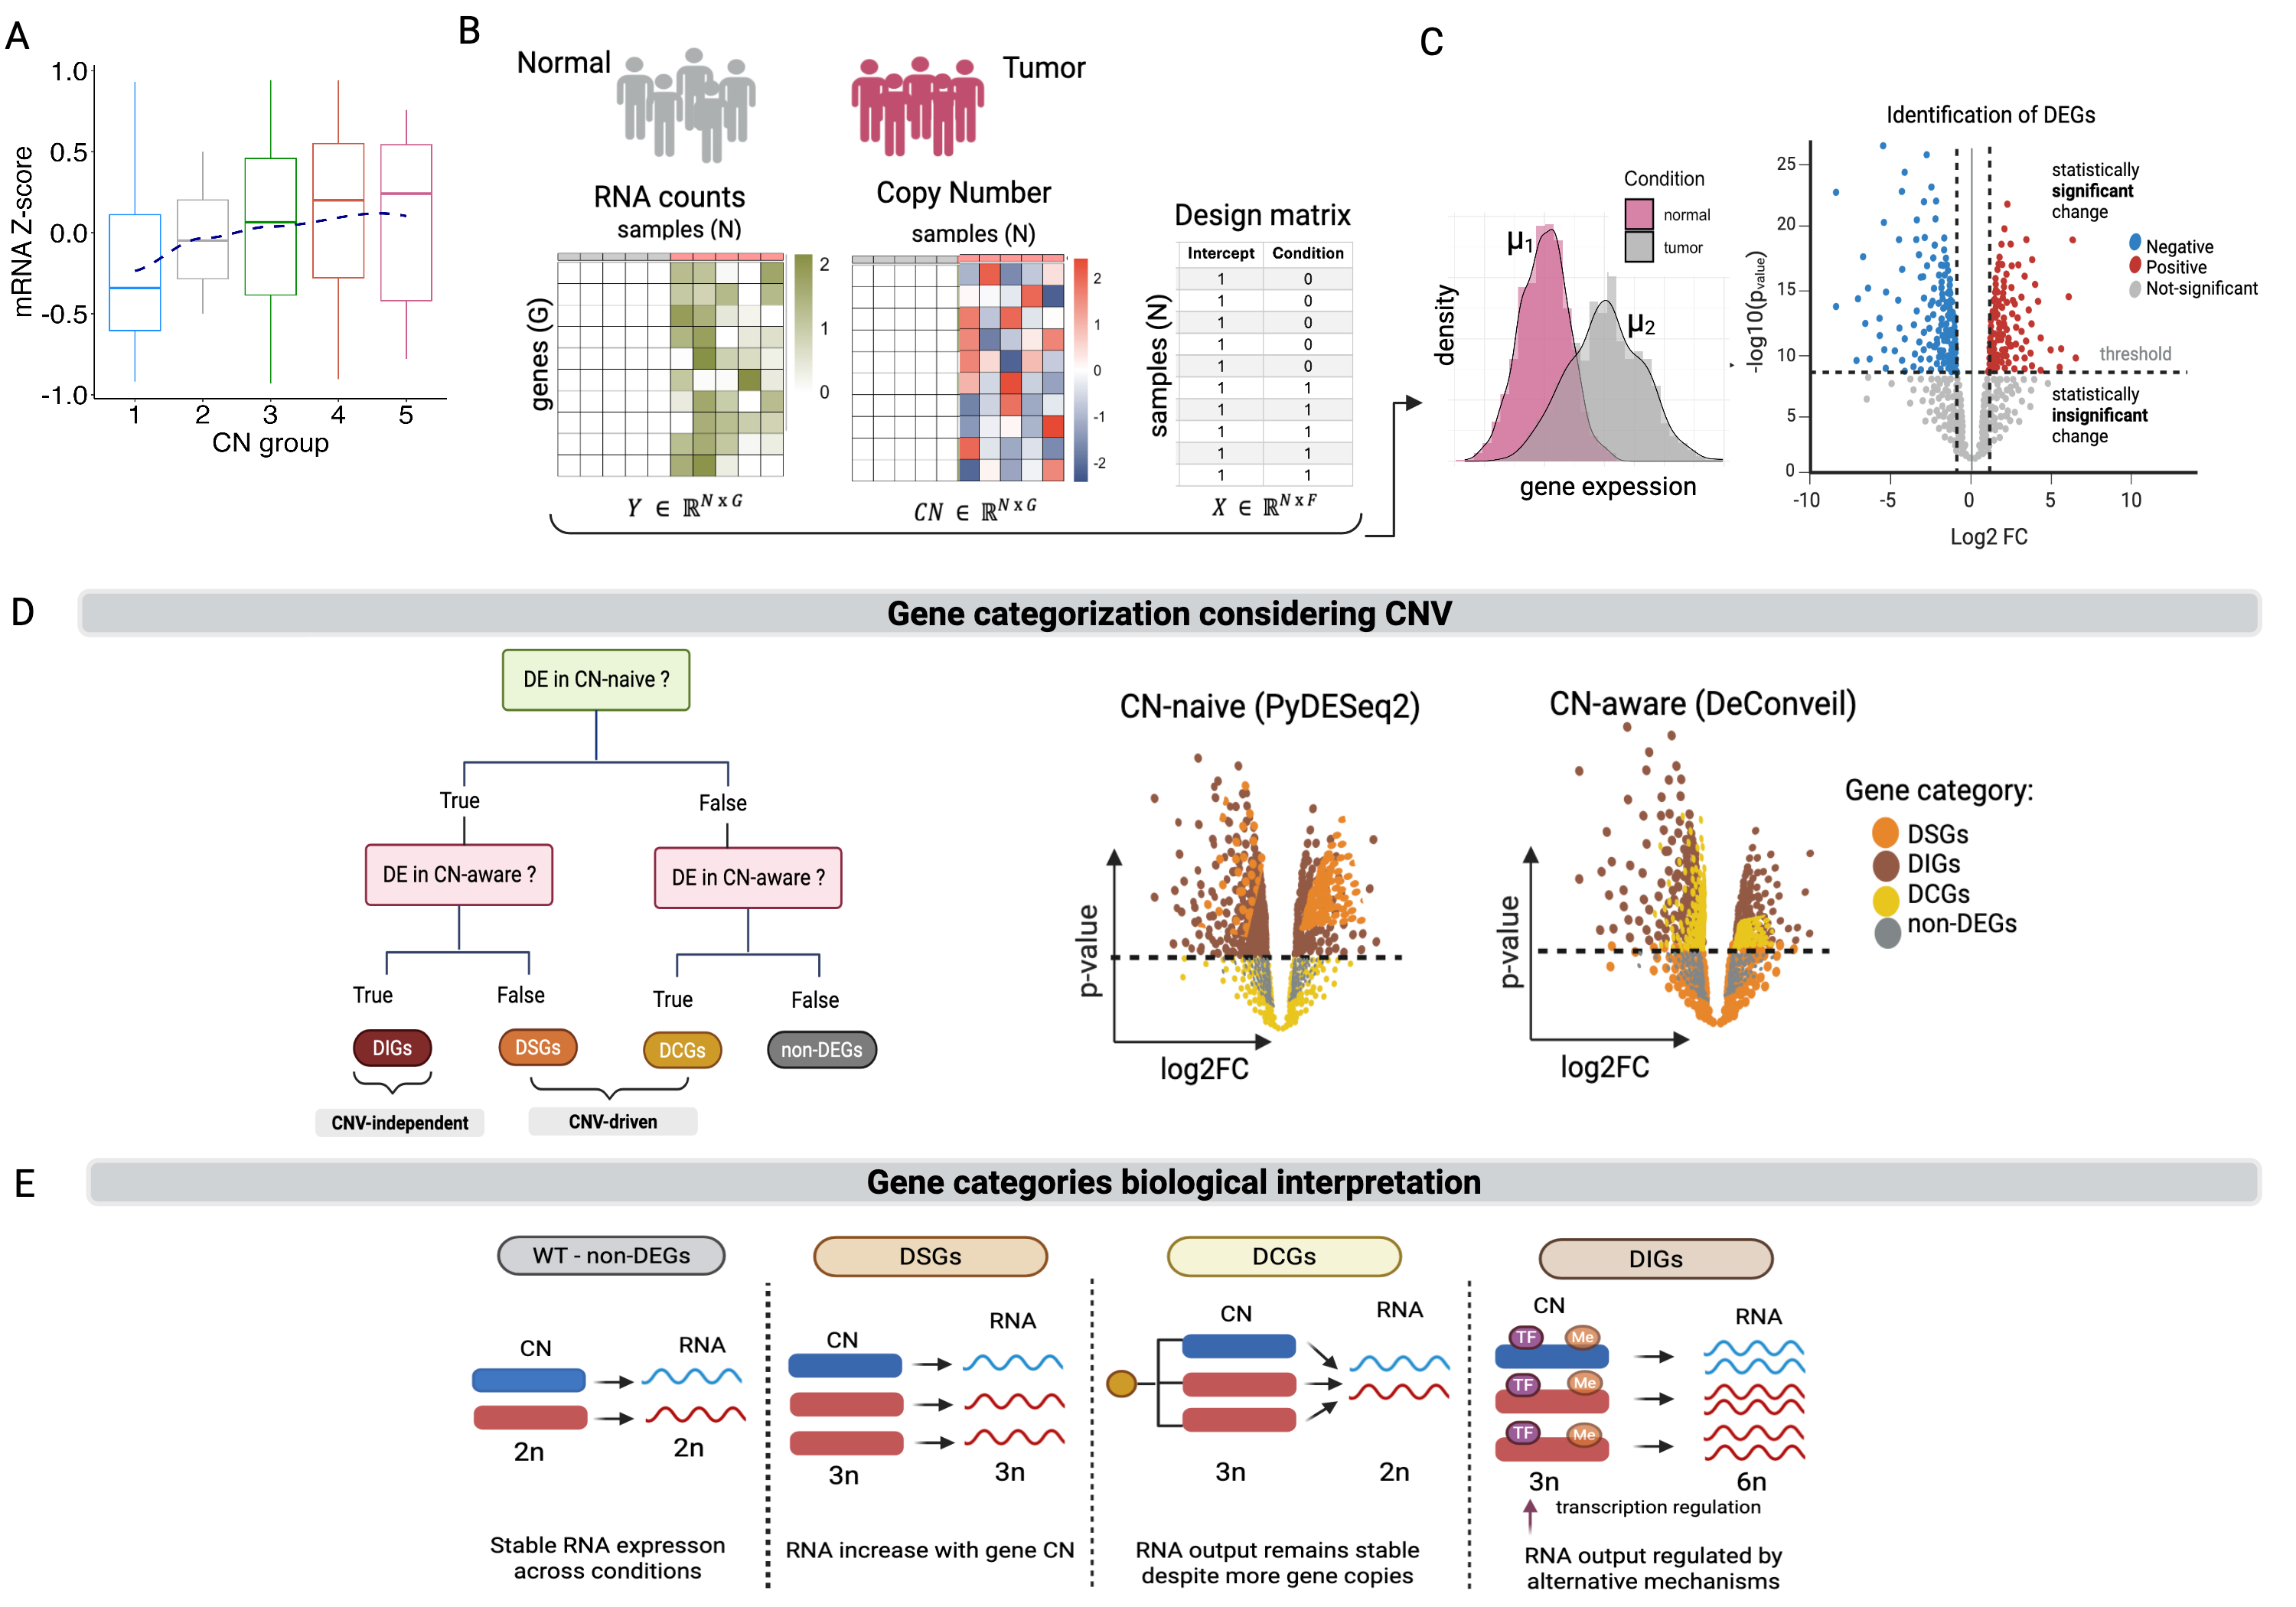 A
1.0
0.5
0.0
-0.5
-1.0
mRNA Z-score
1 2 3 4 5
CN group
B
Normal
Tumor
RNA counts
samples (N)
genes (G)
2
1
0
Y ∈ ℝ^{N x G}
Copy Number
samples (N)
2
1
0
-1
-2
CN ∈ ℝ^{N x G}
Design matrix
samples (N)
Intercept Condition
1 0
1 0
1 0
1 0
1 0
1 1
1 1
1 1
1 1
1 1
X ∈ ℝ^{N x F}
C
Condition
normal
tumor
μ1
μ2
density
gene expession
Identification of DEGs
-log10(pvalue)
25
20
15
10
5
0
-10 -5 0 5 10
Log2 FC
statistically
significant
change
Negative
Positive
Not-significant
threshold
statistically
insignificant
change
D
Gene categorization considering CNV
DE in CN-naive ?
True
False
DE in CN-aware ?
DE in CN-aware ?
True
False
True
False
DIGs
DSGs
DCGs
non-DEGs
CNV-independent
CNV-driven
CN-naive (PyDESeq2)
p-value
log2FC
CN-aware (DeConveil)
p-value
log2FC
Gene category:
DSGs
DIGs
DCGs
non-DEGs
E
Gene categories biological interpretation
WT - non-DEGs
CN
RNA
2n
2n
Stable RNA expresson
across conditions
DSGs
CN
RNA
3n
3n
RNA increase with gene CN
DCGs
CN
RNA
3n
2n
RNA output remains stable
despite more gene copies
DIGs
CN
RNA
TF Me
TF Me
TF Me
3n
6n
transcription regulation
RNA output regulated by
alternative mechanisms